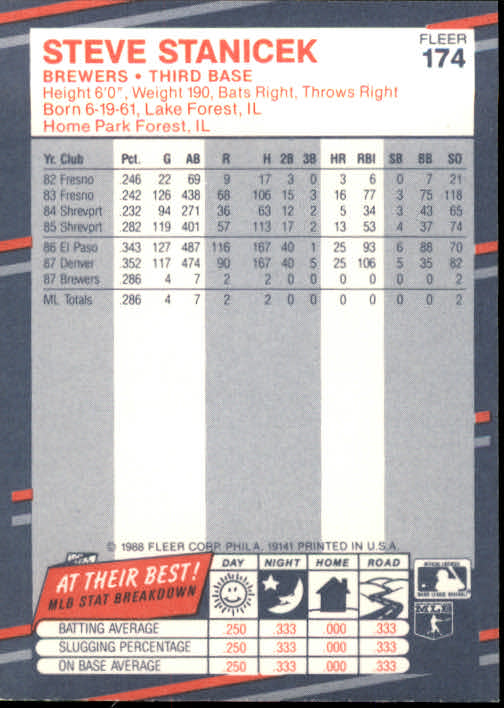 STEVE STANICEK
BREWERS • THIRD BASE
Height 6'0", Weight 190, Bats Right, Throws Right
Born 6-19-61, Lake Forest, IL
Home Park Forest, IL
FLEER
174
Yr. Club Pct. G AB R H 2B 3B HR RBI SB BB SO
82 Fresno .246 22 69 9 17 3 0 3 6 0 7 21
83 Fresno .242 126 438 68 106 15 3 16 77 3 75 118
84 Shrevprt .232 94 271 36 63 12 2 5 34 3 43 65
85 Shrevprt .282 119 401 57 113 17 2 13 53 4 37 74
86 El Paso .343 127 487 116 167 40 1 25 93 6 88 70
87 Denver .352 117 474 90 167 40 5 25 106 5 35 82
87 Brewers .286 4 7 2 2 0 0 0 0 0 0 2
ML Totals .286 4 7 2 2 0 0 0 0 0 0 2
© 1988 FLEER CORP. PHILA. 19141 PRINTED IN U.S.A.
AT THEIR BEST!
MLB STAT BREAKDOWN
DAY NIGHT HOME ROAD
BATTING AVERAGE .250 .333 .000 .333
SLUGGING PERCENTAGE .250 .333 .000 .333
ON BASE AVERAGE .250 .333 .000 .333